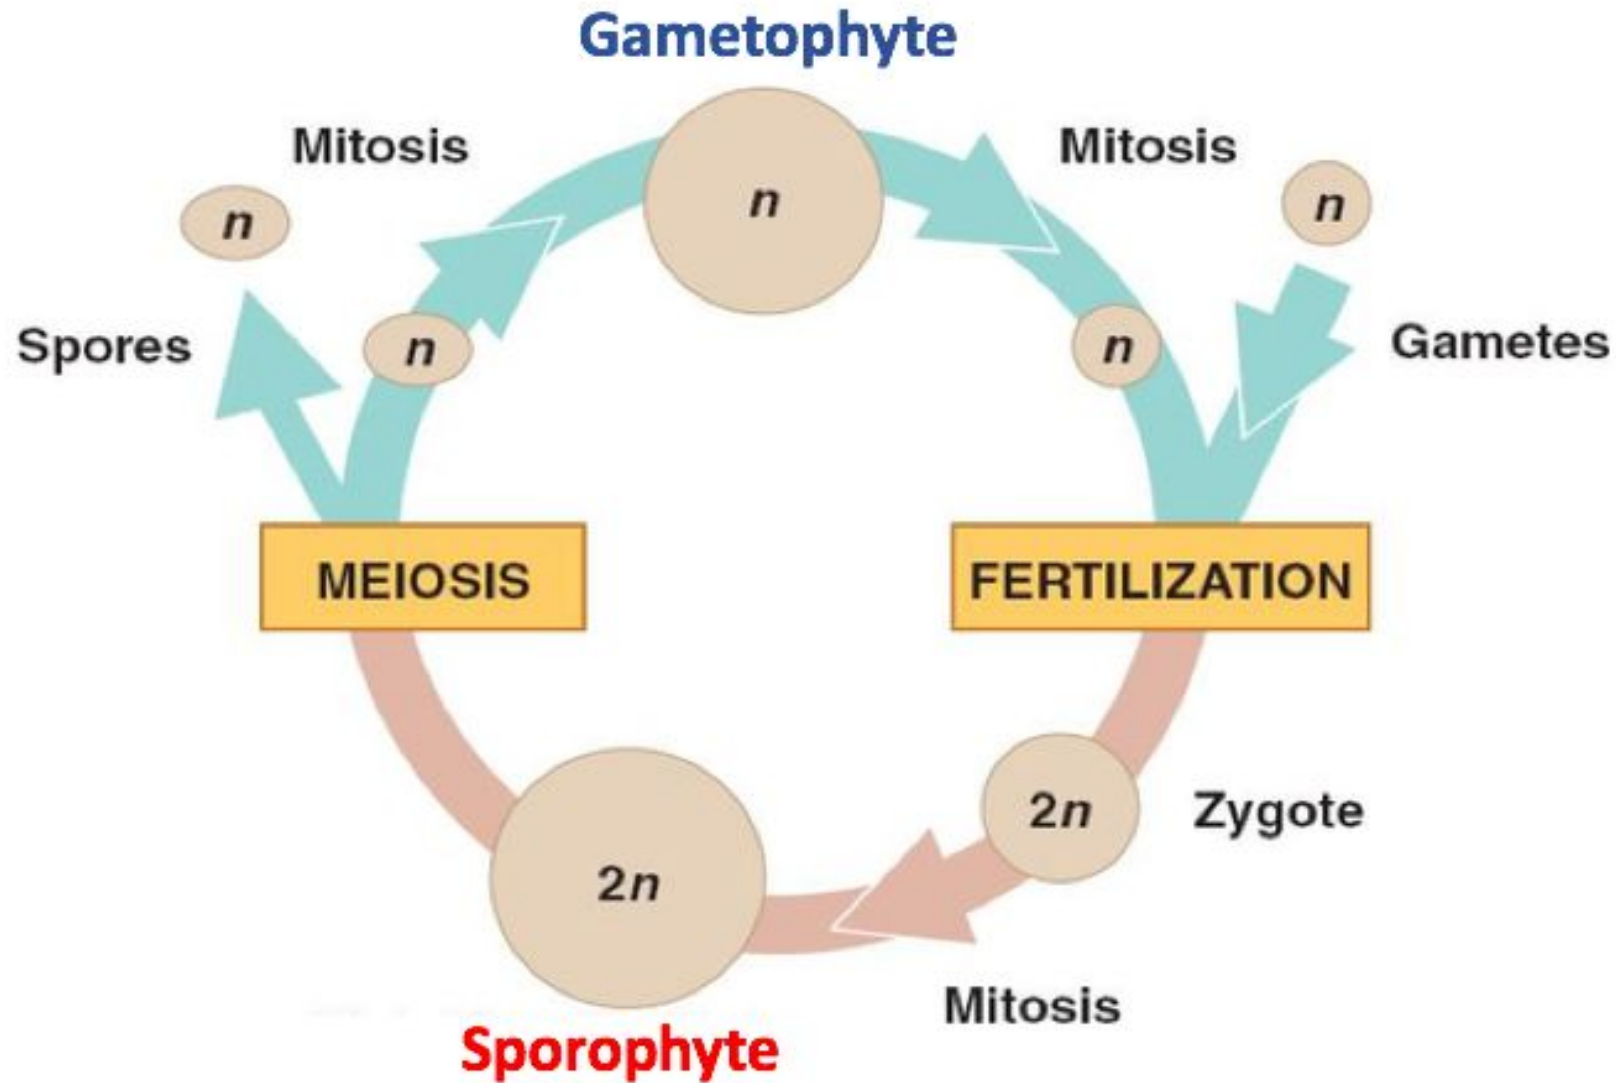 Gametophyte
Mitosis
Mitosis
n
n
n
Spores
n
n
Gametes
MEIOSIS
FERTILIZATION
2n
Zygote
2n
Mitosis
Sporophyte